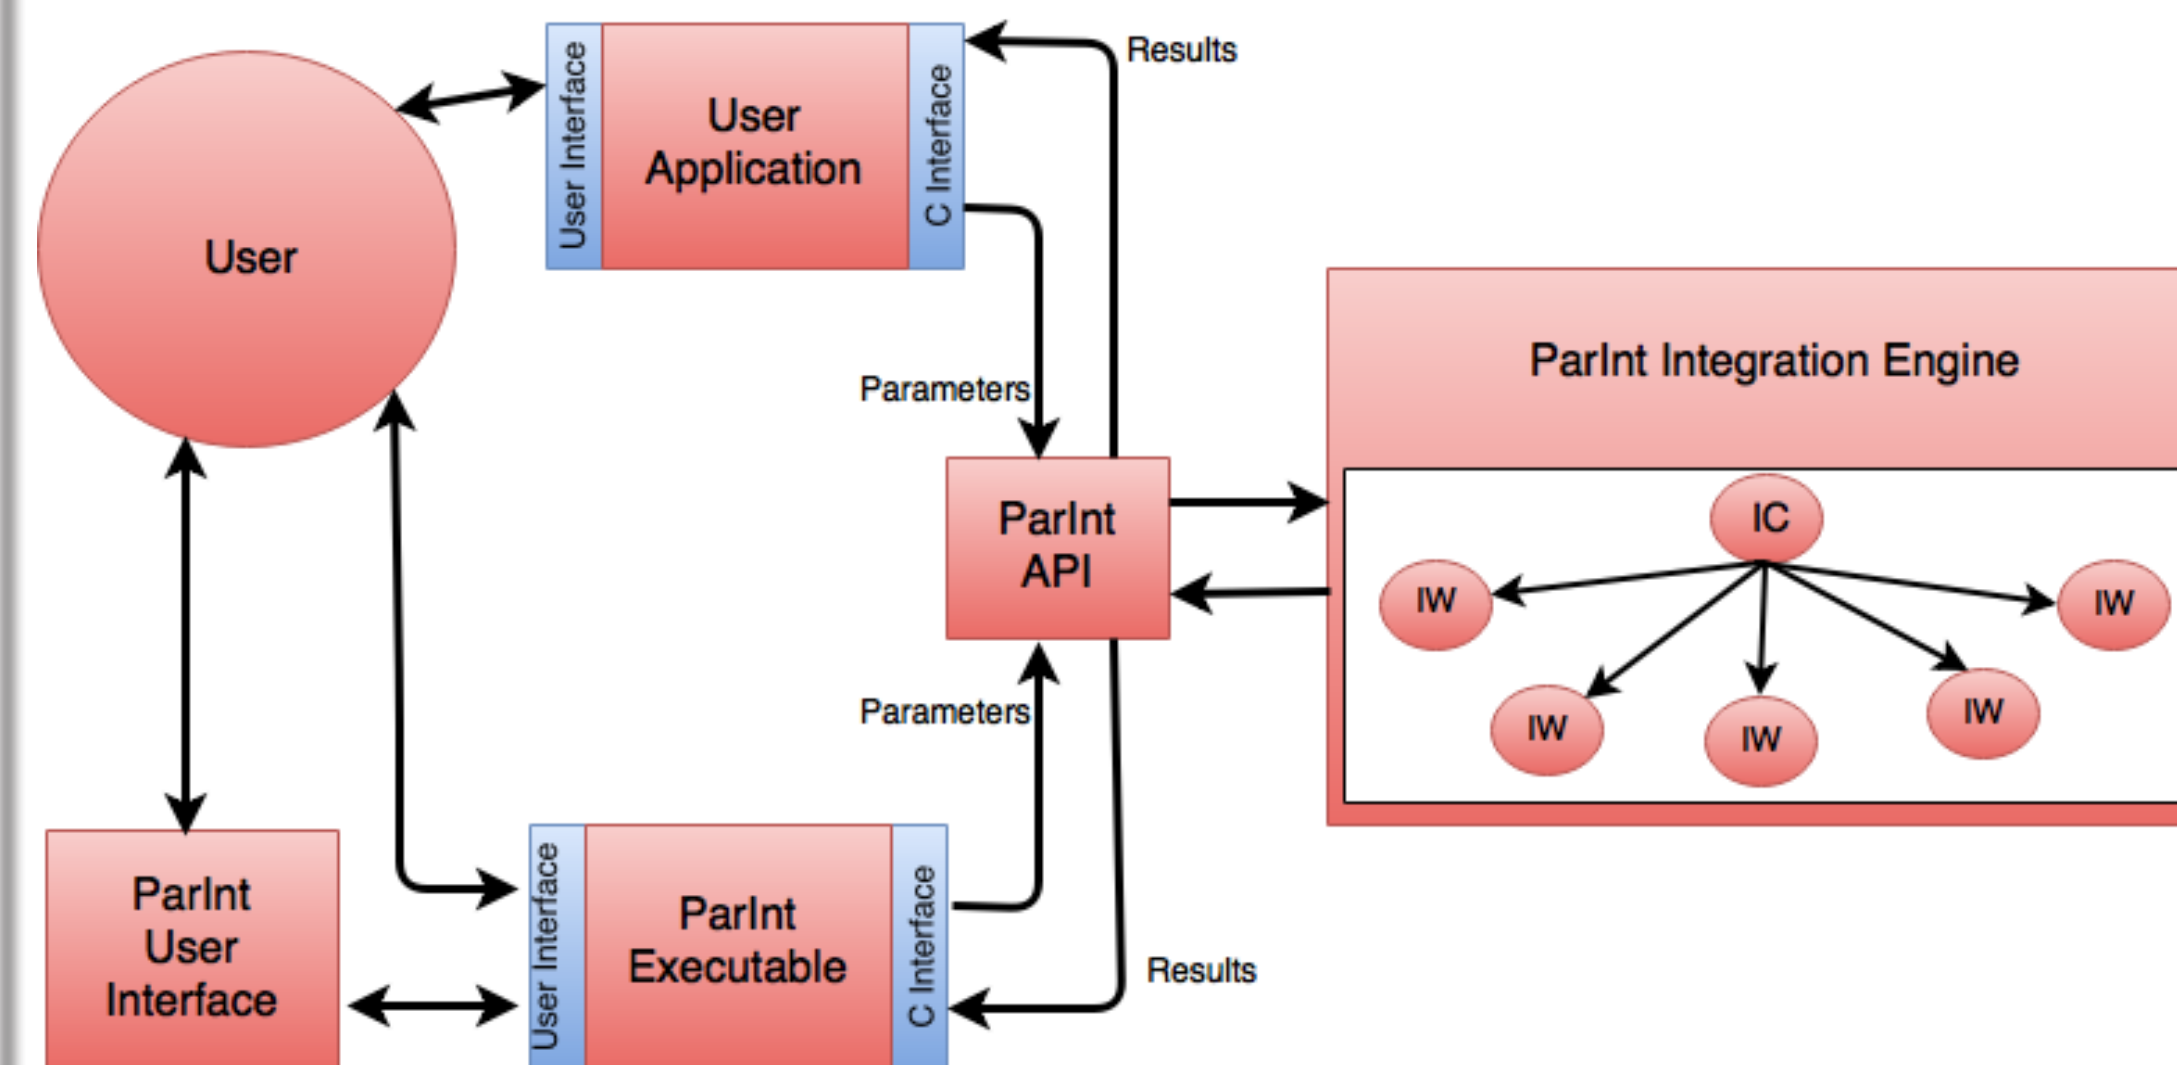 User
User Interface
User
Application
C Interface
Results
Parameters
ParInt Integration Engine
ParInt
API
IC
IW
IW
IW
IW
IW
Parameters
Results
ParInt
User
Interface
User Interface
ParInt
Executable
C Interface